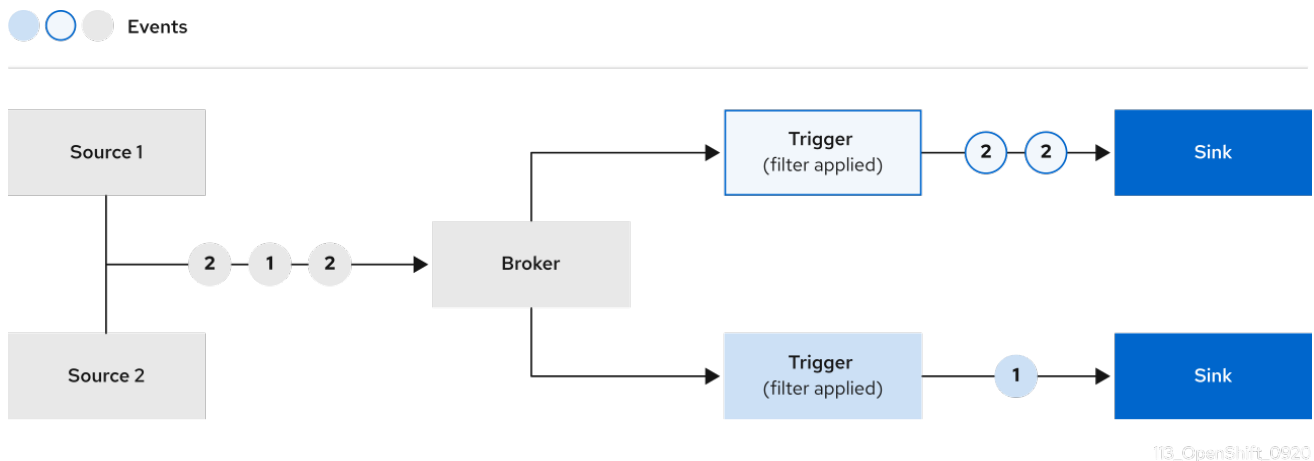 Events
Source 1
Source 2
2
1
2
Broker
Trigger
(filter applied)
2
2
Sink
Trigger
(filter applied)
1
Sink
113_OpenShift_0920